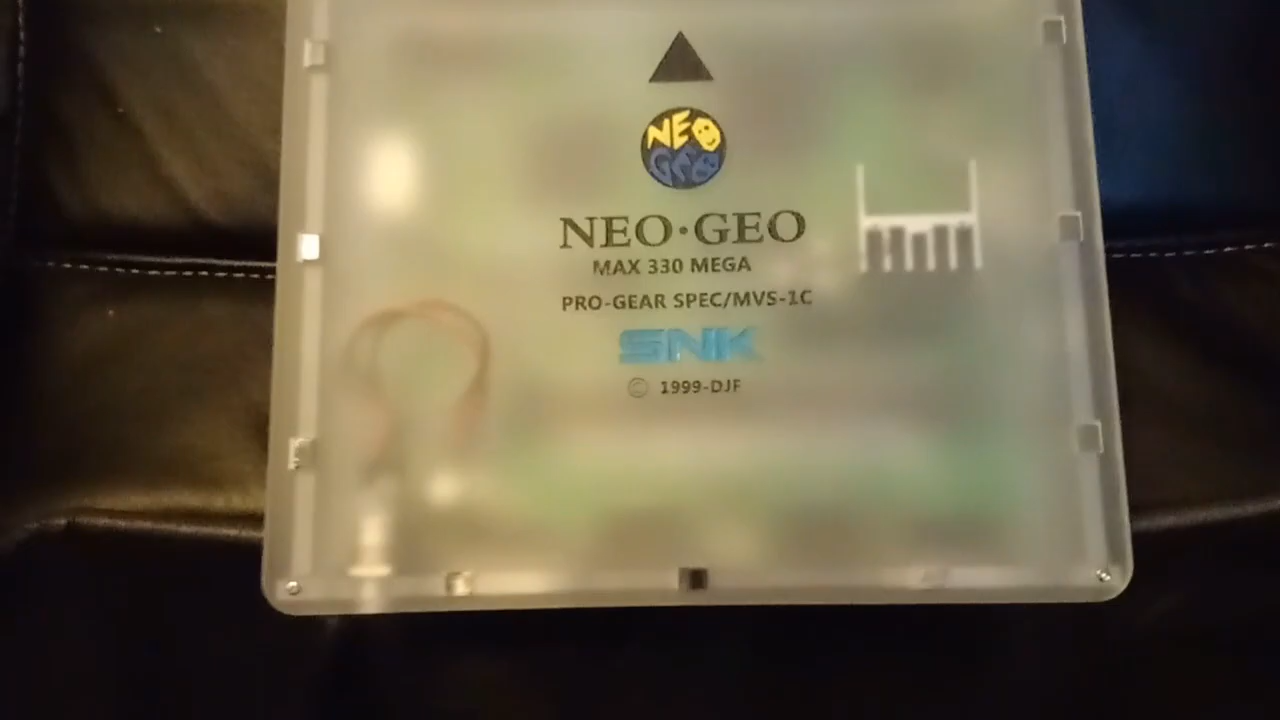 NEO
GEO
NEO·GEO
MAX 330 MEGA
PRO-GEAR SPEC/MVS-1C
SNK
© 1999-DJF